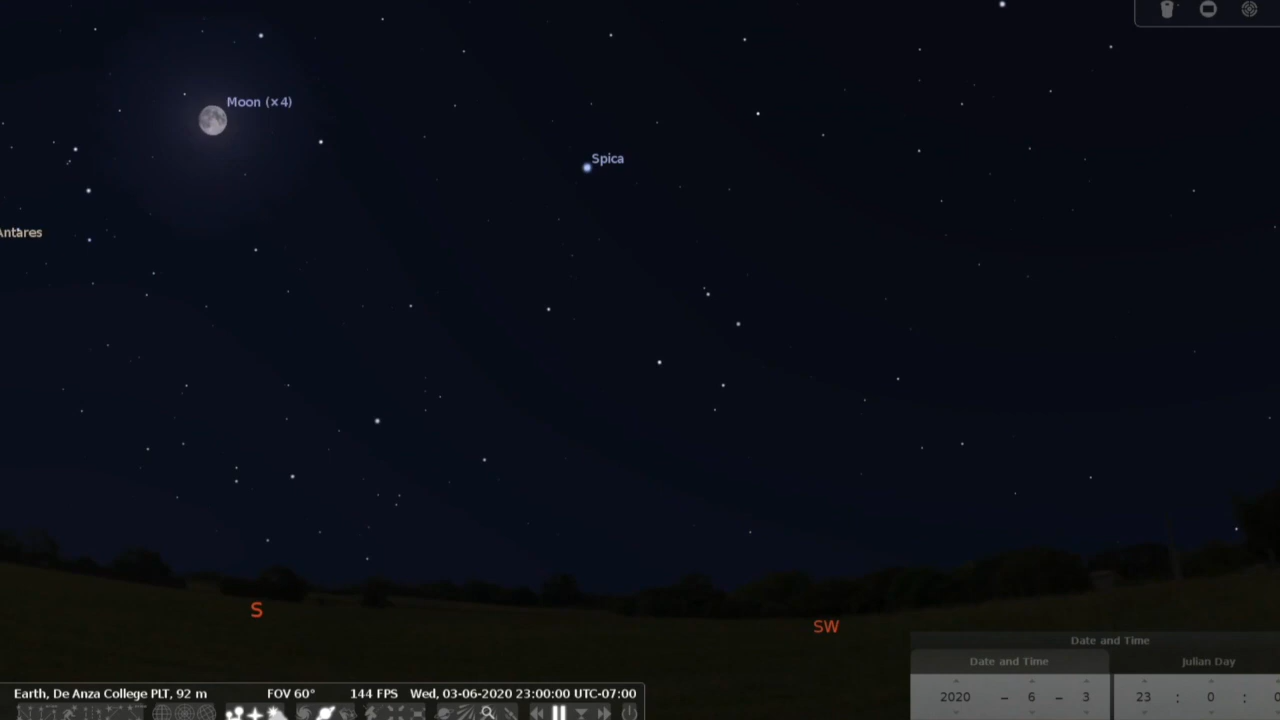 Moon (×4)
Spica
Antares
S
SW
Date and Time
Date and Time
Julian Day
2020 – 6 – 3
23 : 0 : 0
Earth, De Anza College PLT, 92 m
FOV 60°
144 FPS
Wed, 03-06-2020 23:00:00 UTC-07:00